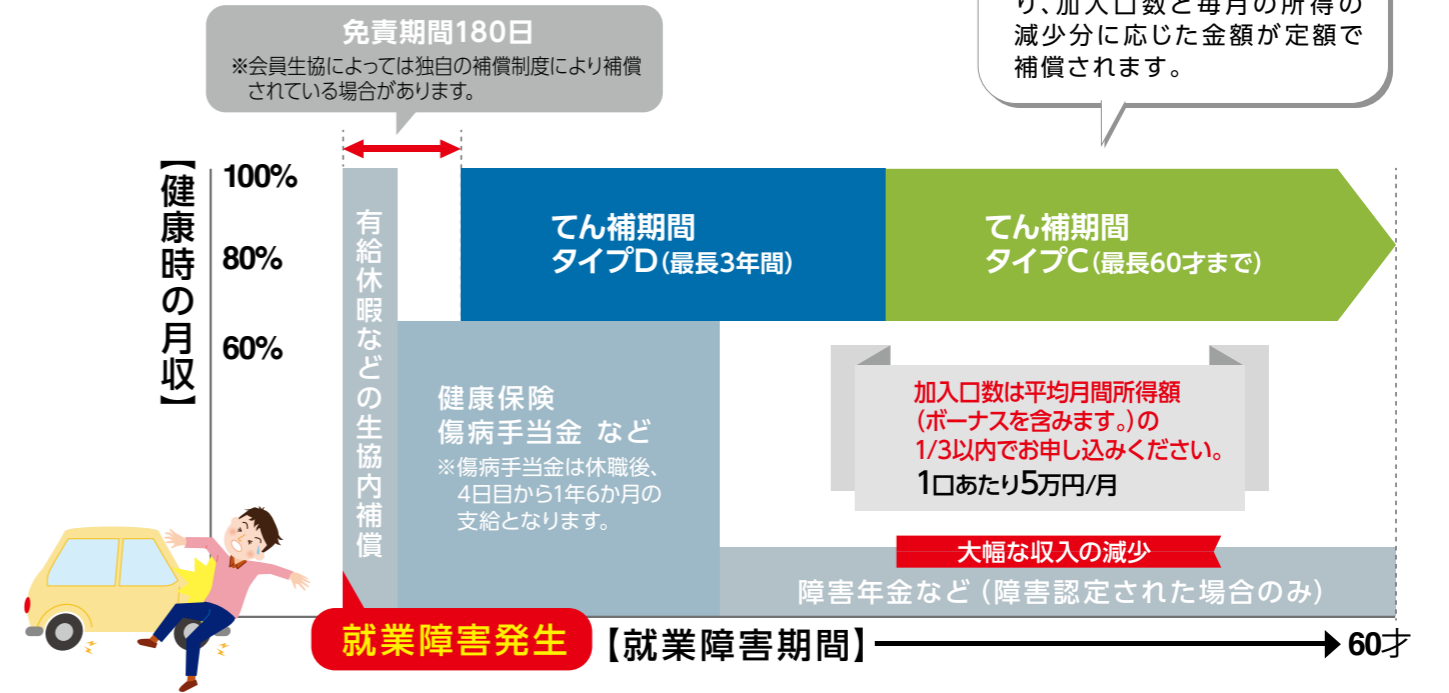 免責期間180日
※会員生協によっては独自の補償制度により補償
されている場合があります。
り、加入口数と毎月の所得の
減少分に応じた金額が定額で
補償されます。
【健康時の月収】
100%
80%
60%
有給休暇などの生協内補償
てん補期間
タイプD(最長3年間)
てん補期間
タイプC(最長60才まで)
健康保険
傷病手当金 など
※傷病手当金は休職後、
4日目から1年6か月の
支給となります。
加入口数は平均月間所得額
(ボーナスを含みます。)の
1/3以内でお申し込みください。
1口あたり5万円/月
大幅な収入の減少
障害年金など(障害認定された場合のみ)
就業障害発生
【就業障害期間】
60才